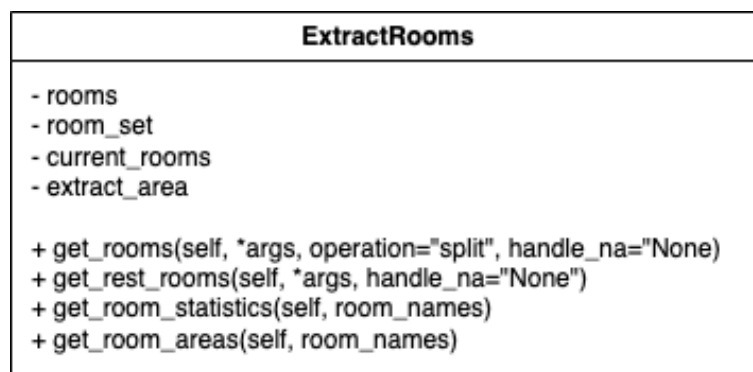 ExtractRooms
- rooms
- room_set
- current_rooms
- extract_area
+ get_rooms(self, *args, operation="split", handle_na="None)
+ get_rest_rooms(self, *args, handle_na="None")
+ get_room_statistics(self, room_names)
+ get_room_areas(self, room_names)